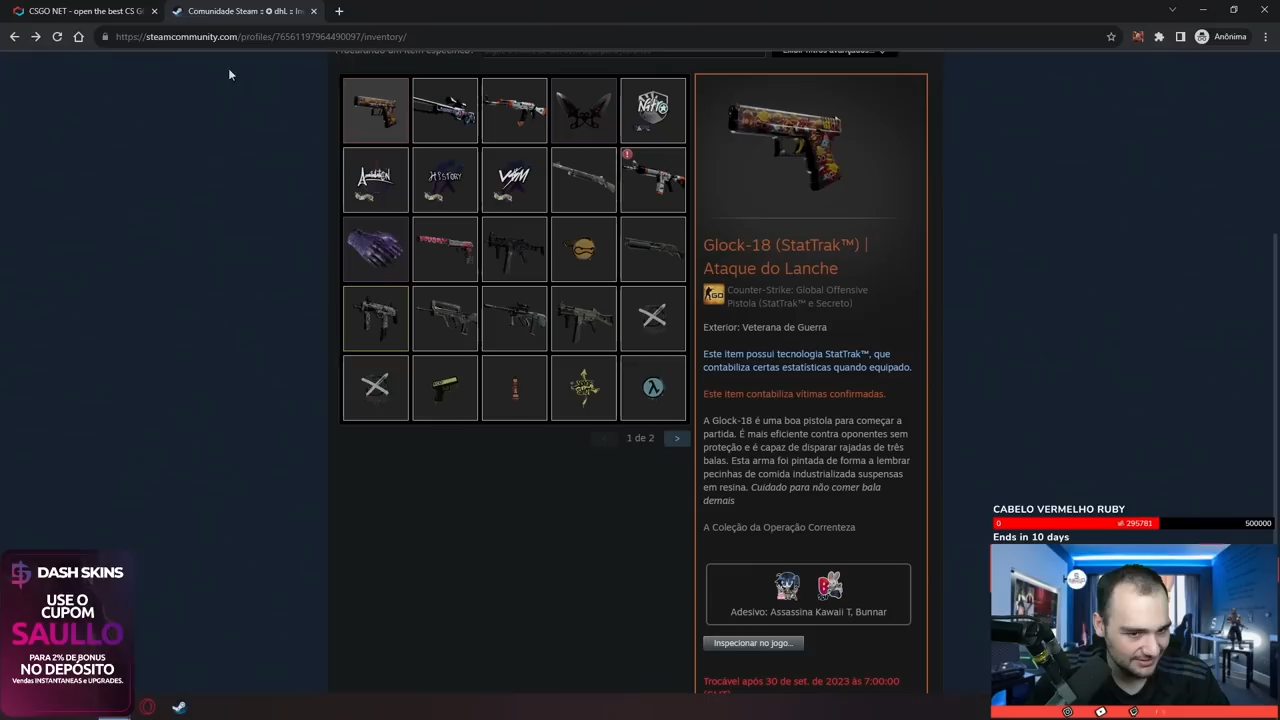 CSGO NET - open the best CS G
Comunidade Steam :: dhL :: In
https://steamcommunity.com/profiles/76561197964490097/inventory/
Anônima
Glock-18 (StatTrak™) |
Ataque do Lanche
GO
Counter-Strike: Global Offensive
Pistola (StatTrak™ e Secreto)
Exterior: Veterana de Guerra
Este item possui tecnologia StatTrak™, que
contabiliza certas estatísticas quando equipado.
Este item contabiliza vítimas confirmadas.
A Glock-18 é uma boa pistola para começar a
partida. É mais eficiente contra oponentes sem
proteção e é capaz de disparar rajadas de três
balas. Esta arma foi pintada de forma a lembrar
pecinhas de comida industrializada suspensas
em resina. Cuidado para não comer bala
demais
A Coleção da Operação Correnteza
Adesivo: Assassina Kawaii T, Bunnar
Inspecionar no jogo...
Trocável após 30 de set. de 2023 às 7:00:00
1 de 2 >
CABELO VERMELHO RUBY
0 295781 500000
Ends in 10 days
DASH SKINS
USE O
CUPOM
SAULLO
PARA 2% DE BONUS
NO DEPÓSITO
Vendas INSTANTANEAS e UPGRADES.